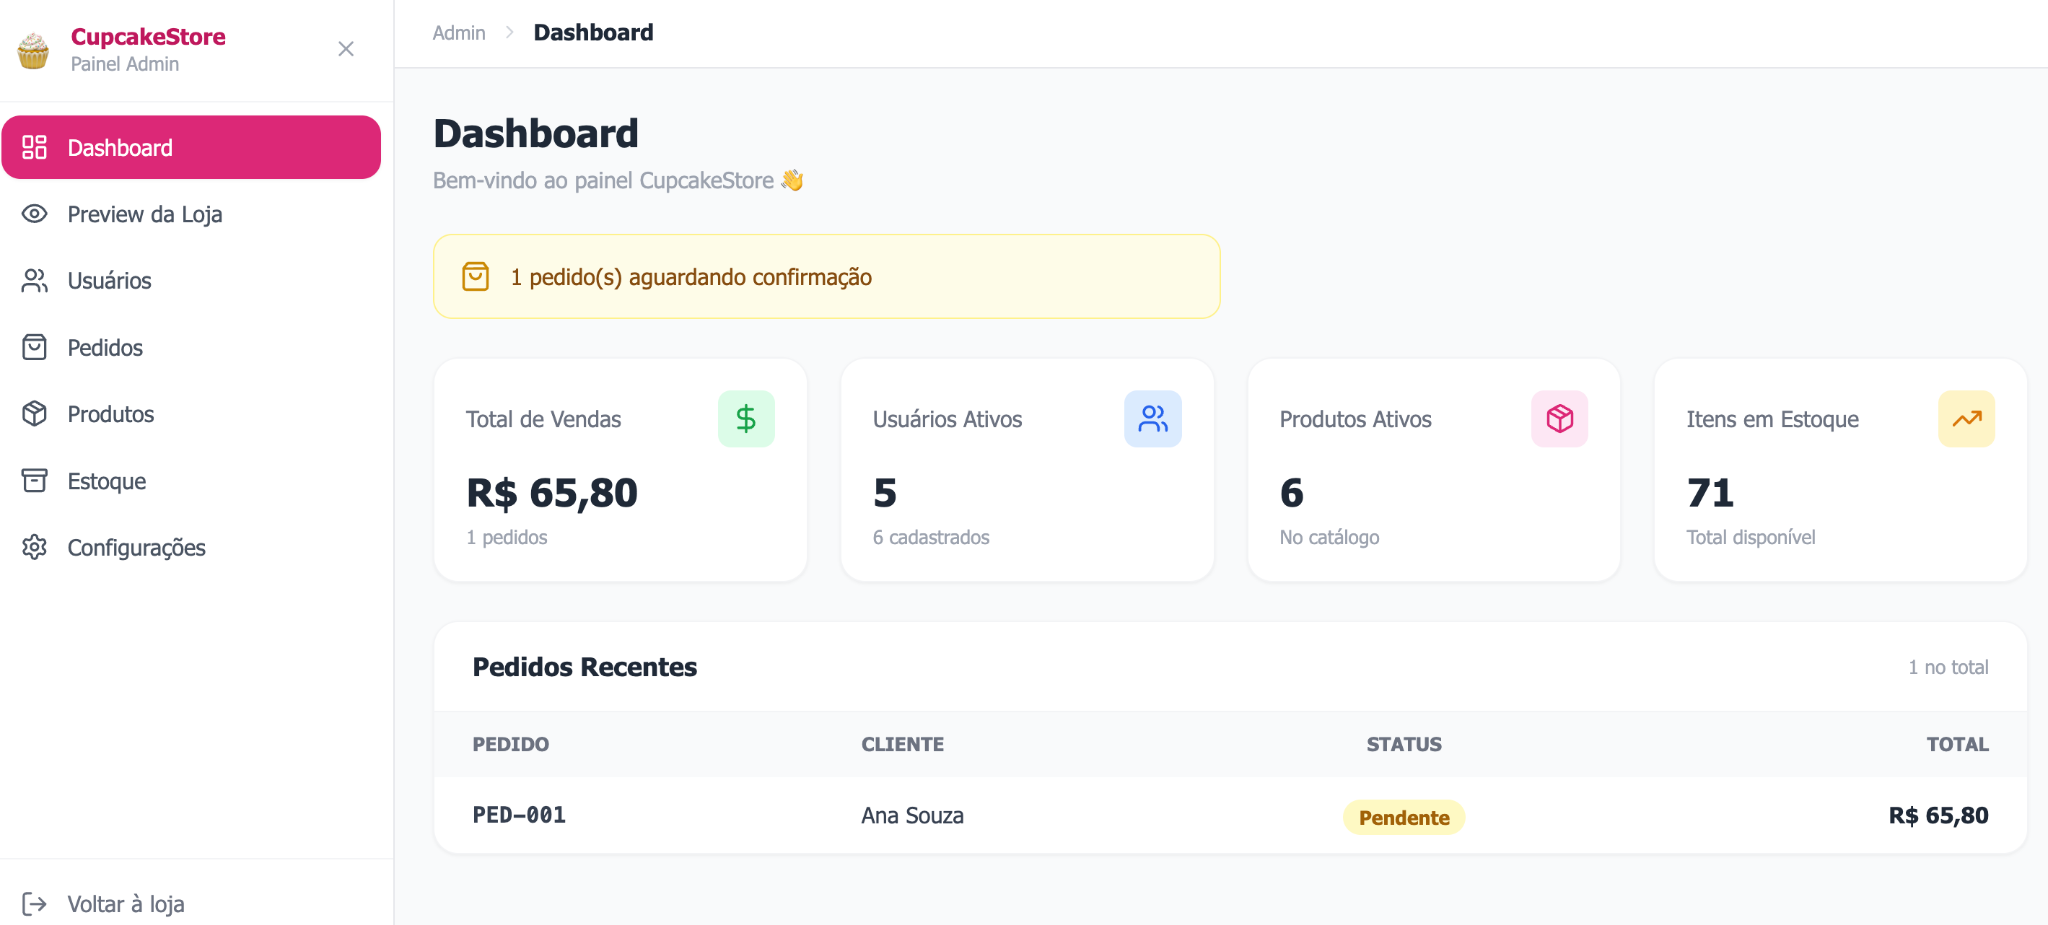 CupcakeStore
Painel Admin
Dashboard
Preview da Loja
Usuários
Pedidos
Produtos
Estoque
Configurações
Voltar à loja
Admin > Dashboard
Dashboard
Bem-vindo ao painel CupcakeStore 👋
1 pedido(s) aguardando confirmação
Total de Vendas
R$ 65,80
1 pedidos
Usuários Ativos
5
6 cadastrados
Produtos Ativos
6
No catálogo
Itens em Estoque
71
Total disponível
Pedidos Recentes 1 no total
PEDIDO CLIENTE STATUS TOTAL
PED-001 Ana Souza Pendente R$ 65,80